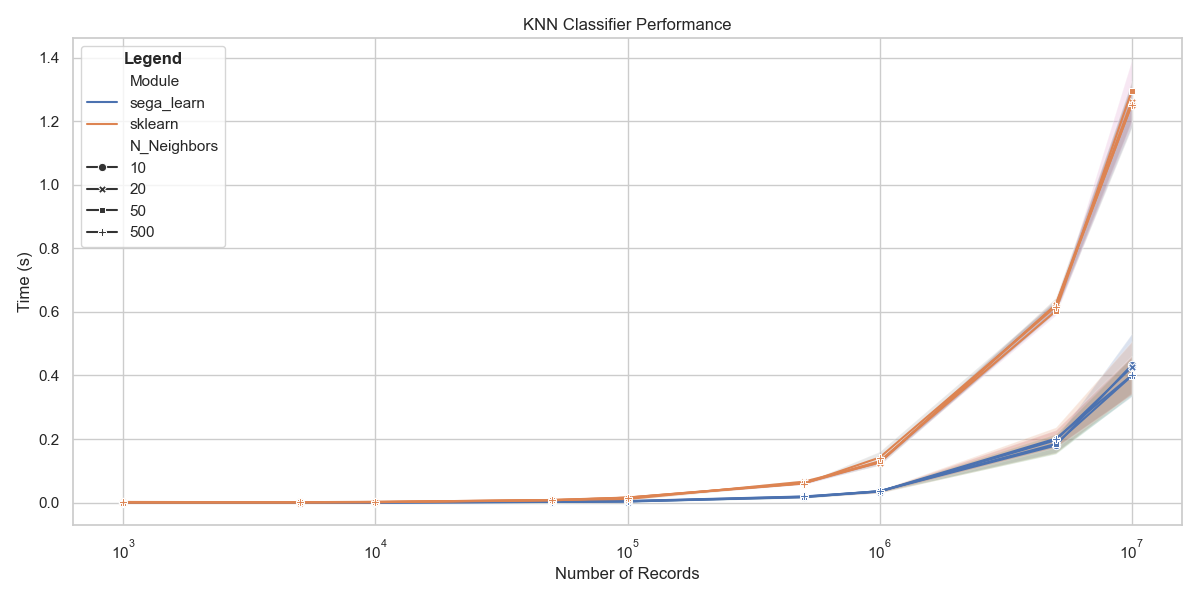 KNN Classifier Performance
Legend
Module
sega_learn
sklearn
N_Neighbors
10
20
50
500
Time (s)
1.4
1.2
1.0
0.8
0.6
0.4
0.2
0.0
10^3 10^4 10^5 10^6 10^7
Number of Records